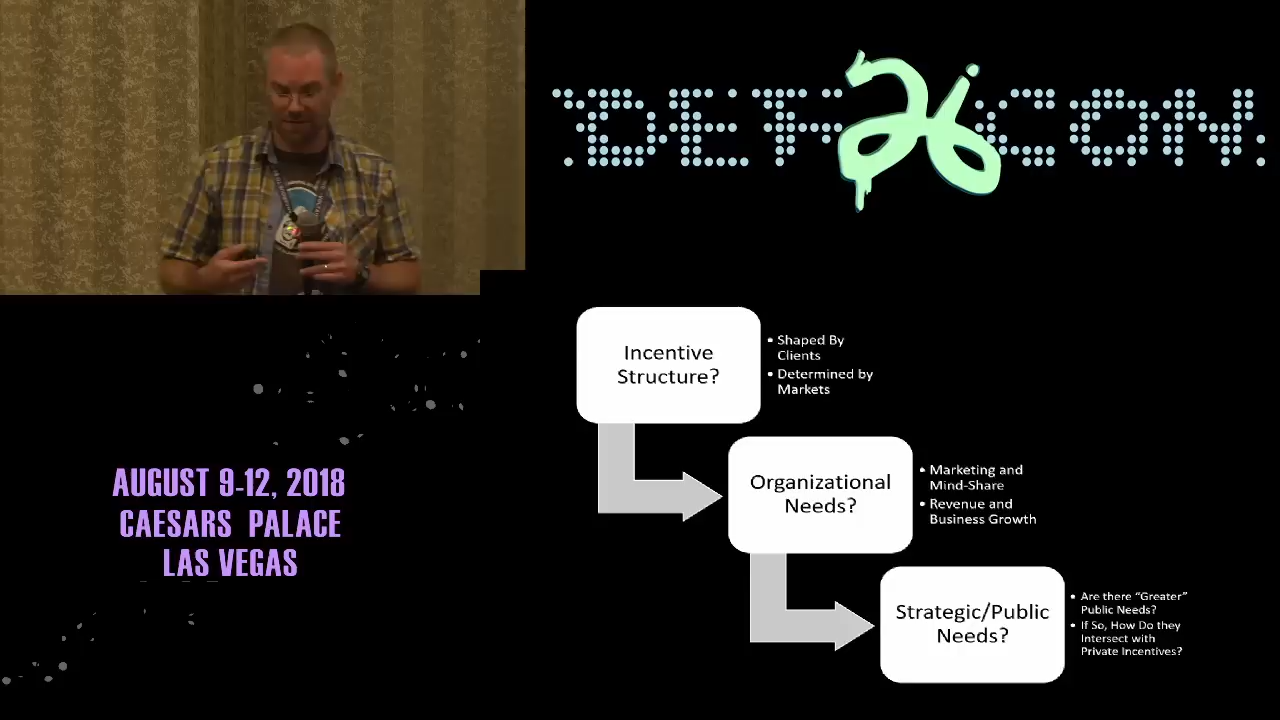 DEF 26 CON
AUGUST 9-12, 2018
CAESARS PALACE
LAS VEGAS
Incentive
Structure?
• Shaped By
Clients
• Determined by
Markets
Organizational
Needs?
• Marketing and
Mind-Share
• Revenue and
Business Growth
Strategic/Public
Needs?
• Are there “Greater”
Public Needs?
• If So, How Do they
Intersect with
Private Incentives?